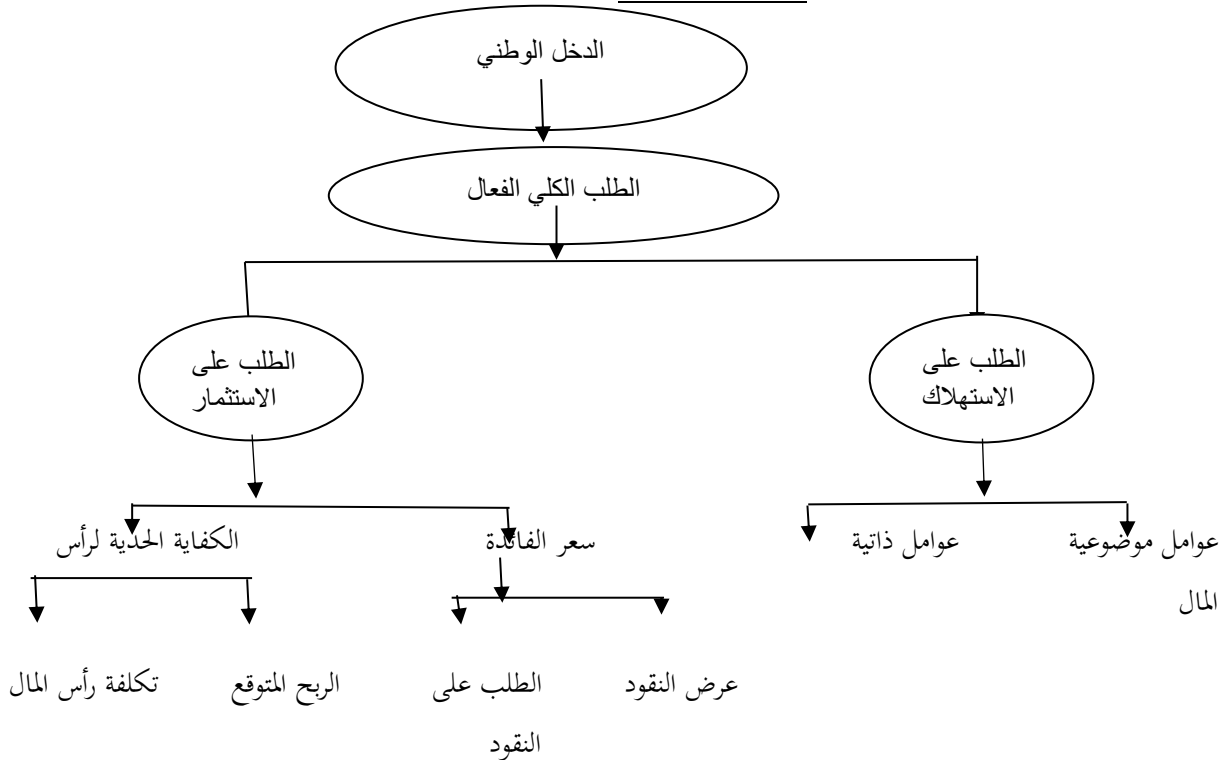 الدخل الوطني
الطلب الكلي الفعال
الطلب على
الاستهلاك
الطلب على
الاستثمار
عوامل موضوعية
عوامل ذاتية
سعر الفائدة
الكفاية الحدية لرأس
المال
عرض النقود
الطلب على
النقود
الربح المتوقع
تكلفة رأس المال